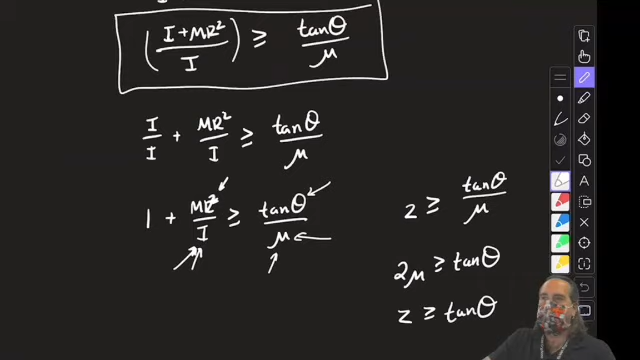 (I+MR²/I) ≥ tanθ/μ
I/I + MR²/I ≥ tanθ/μ
1 + MR²/I ≥ tanθ/μ
2 ≥ tanθ/μ
2μ ≥ tanθ
2 ≥ tanθ